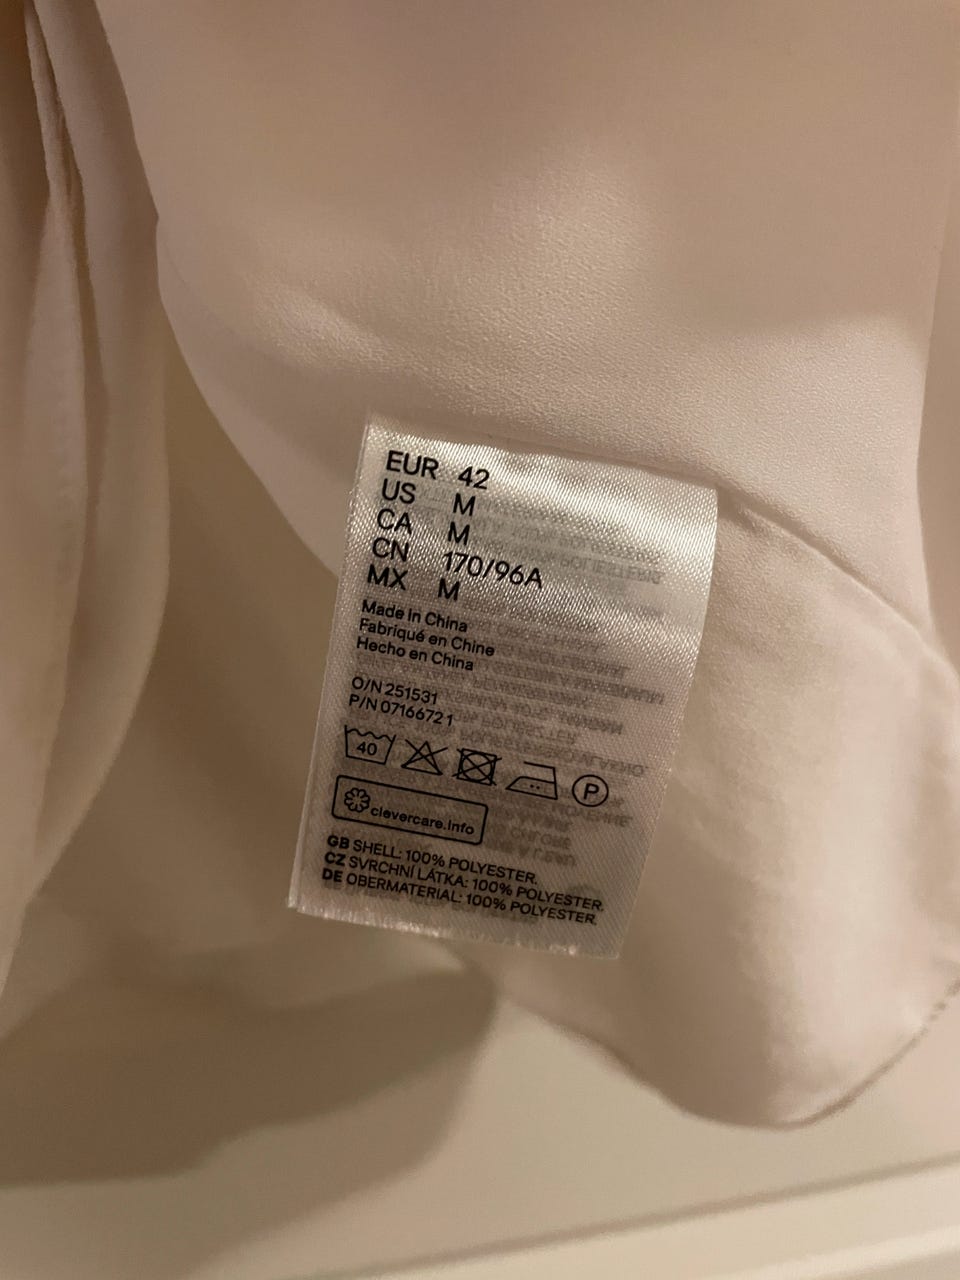 EUR 42
US M
CA M
CN 170/96A
MX M
Made in China
Fabriqué en Chine
Hecho en China
O/N 251531
P/N 07166721
40
P
clevercare.info
GB SHELL: 100% POLYESTER.
CZ SVRCHNÍ LÁTKA: 100% POLYESTER.
DE OBERMATERIAL: 100% POLYESTER.